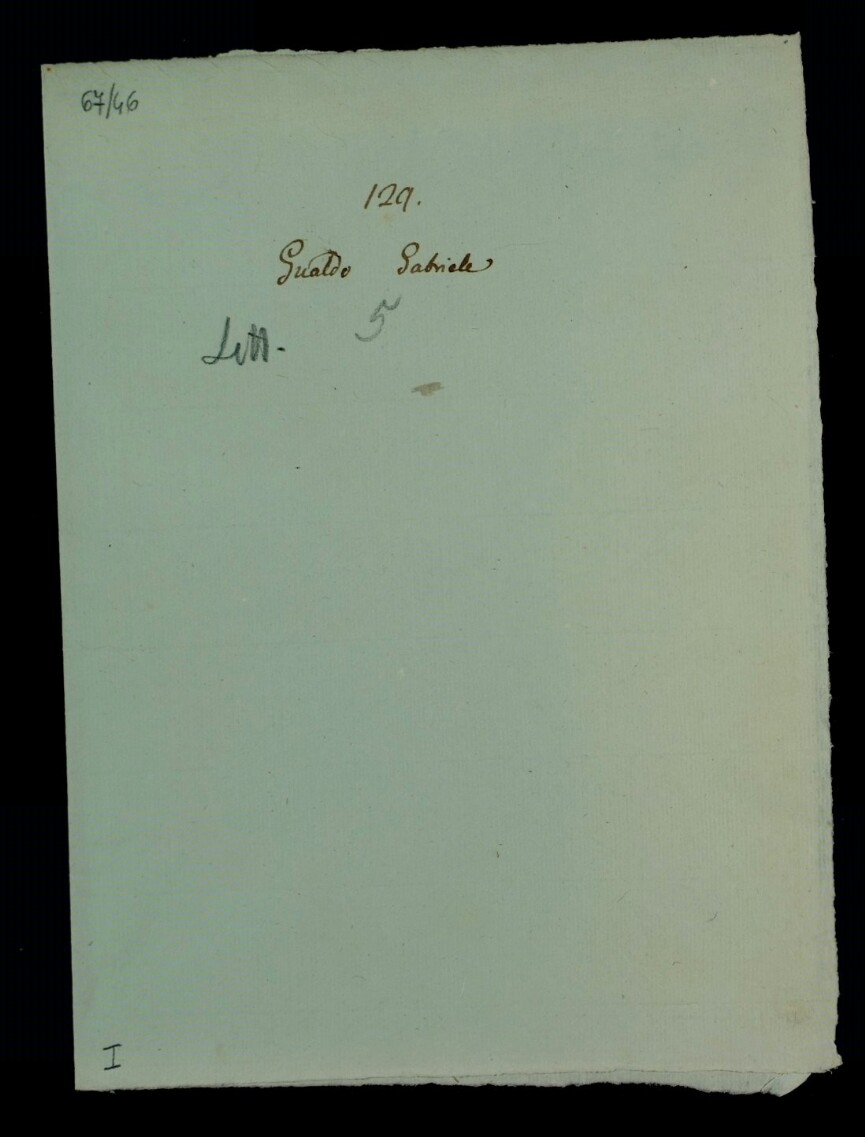 67/46
129.
Gualdo Gabriele
Lett. 5
I